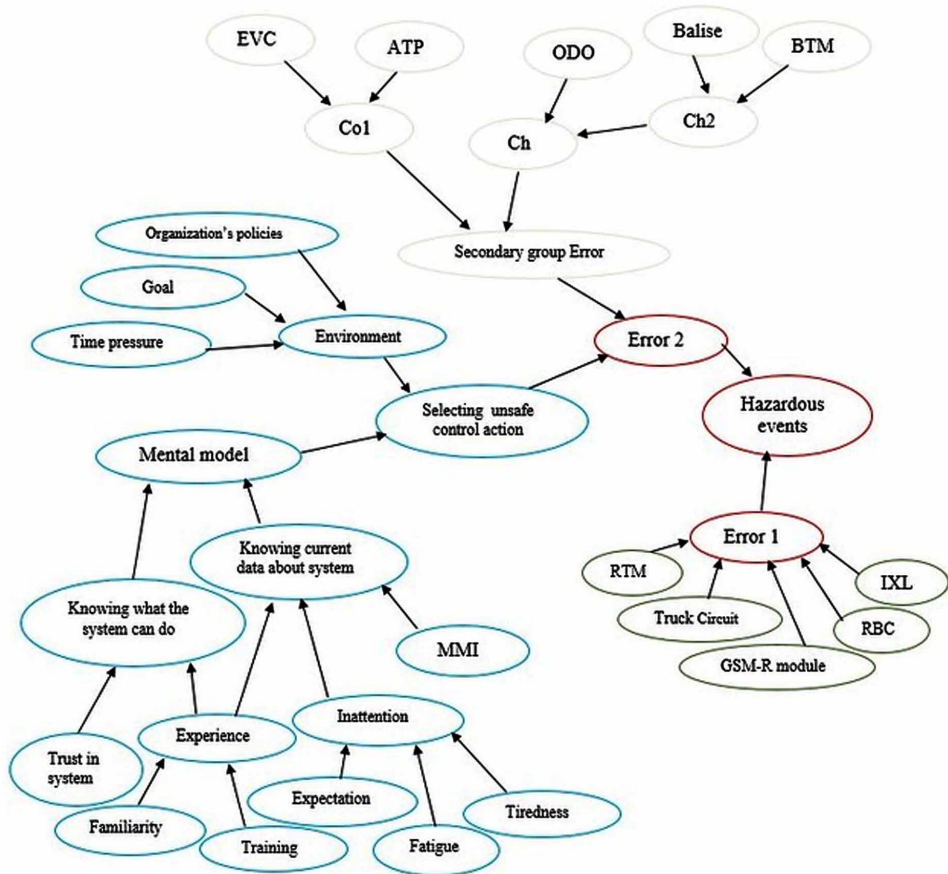 EVC
ATP
ODO
Balise
BTM
Co1
Ch
Ch2
Organization's policies
Secondary group Error
Goal
Time pressure
Environment
Error 2
Selecting unsafe
control action
Hazardous
events
Mental model
Knowing current
data about system
Error 1
RTM
IXL
Knowing what the
system can do
Truck Circuit
RBC
MMI
GSM-R module
Inattention
Experience
Trust in
system
Expectation
Tiredness
Familiarity
Training
Fatigue